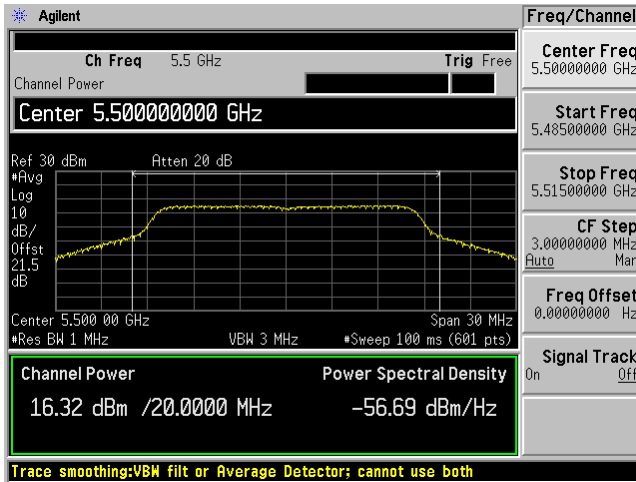 Agilent
Freq/Channel
Ch Freq 5.5 GHz Trig Free
Channel Power
Center 5.500000000 GHz
Ref 30 dBm Atten 20 dB
#Avg
Log
10
dB/
Offst
21.5
dB
Center 5.500 00 GHz Span 30 MHz
#Res BW 1 MHz VBW 3 MHz #Sweep 100 ms (601 pts)
Channel Power Power Spectral Density
16.32 dBm /20.0000 MHz -56.69 dBm/Hz
Trace smoothing:VBW filt or Average Detector; cannot use both
Center Freq
5.50000000 GHz
Start Freq
5.48500000 GHz
Stop Freq
5.51500000 GHz
CF Step
3.00000000 MHz
Auto Man
Freq Offset
0.00000000 Hz
Signal Track
On Off